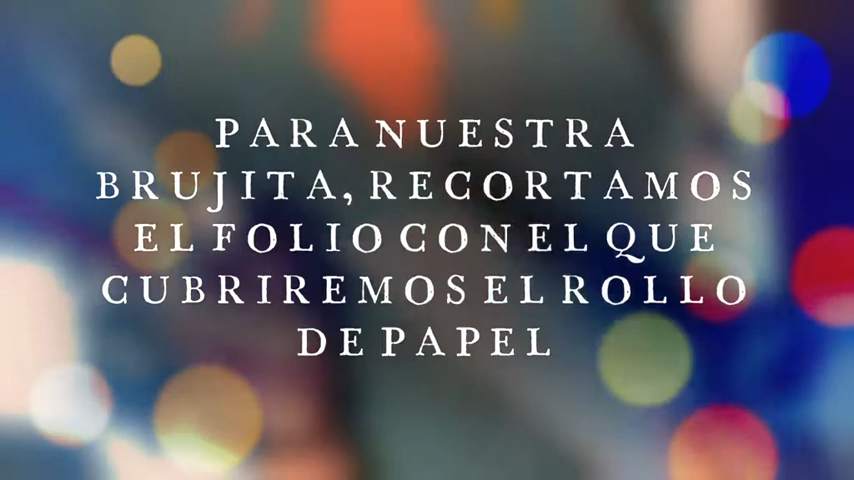 PARA NUESTRA
BRUJITA, RECORTAMOS
EL FOLIO CON EL QUE
CUBRIREMOS EL ROLLO
DE PAPEL